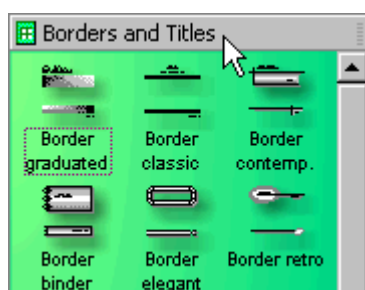 Borders and Titles
Border graduated
Border classic
Border contemp.
Border binder
Border elegant
Border retro